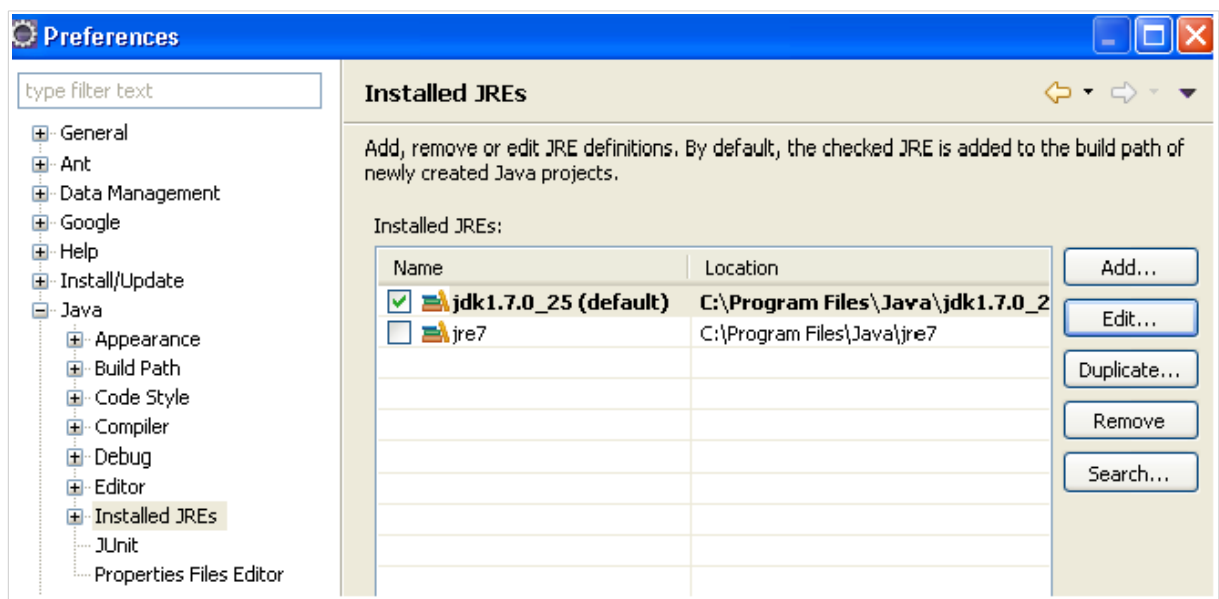 Preferences
type filter text
General
Ant
Data Management
Google
Help
Install/Update
Java
Appearance
Build Path
Code Style
Compiler
Debug
Editor
Installed JREs
JUnit
Properties Files Editor
Installed JREs
Add, remove or edit JRE definitions. By default, the checked JRE is added to the build path of
newly created Java projects.
Installed JREs:
Name Location
jdk1.7.0_25 (default) C:\Program Files\Java\jdk1.7.0_2
jre7 C:\Program Files\Java\jre7
Add...
Edit...
Duplicate...
Remove
Search...